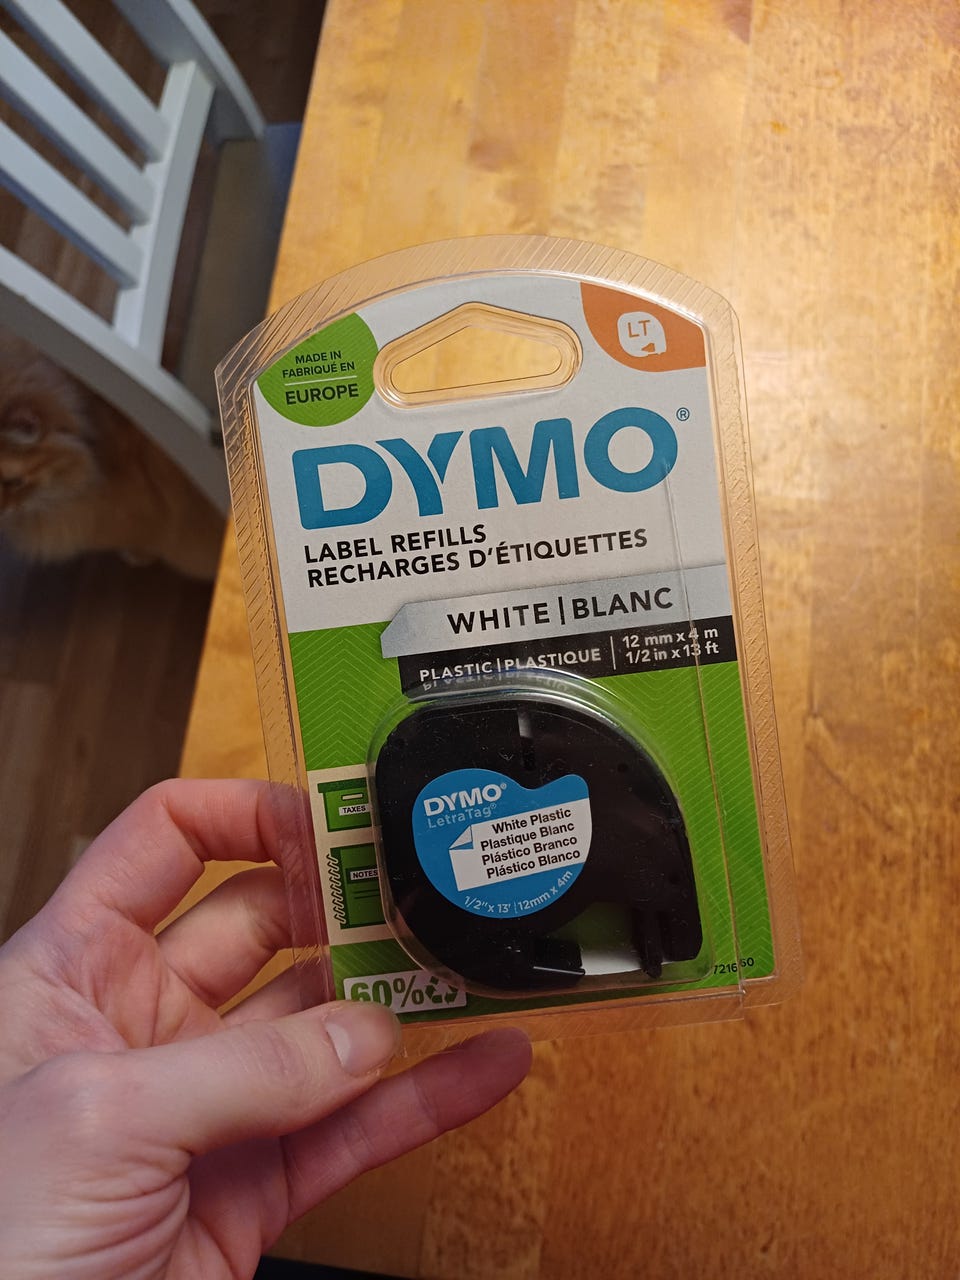 MADE IN
FABRIQUÉ EN
EUROPE
LT
DYMO®
LABEL REFILLS
RECHARGES D'ÉTIQUETTES
WHITE | BLANC
PLASTIC | PLASTIQUE
12 mm x 4 m
1/2 in x 13 ft
DYMO®
LetraTag®
White Plastic
Plastique Blanc
Plástico Branco
Plástico Blanco
1/2" x 13' | 12mm x 4m
TAXES
NOTES
60%